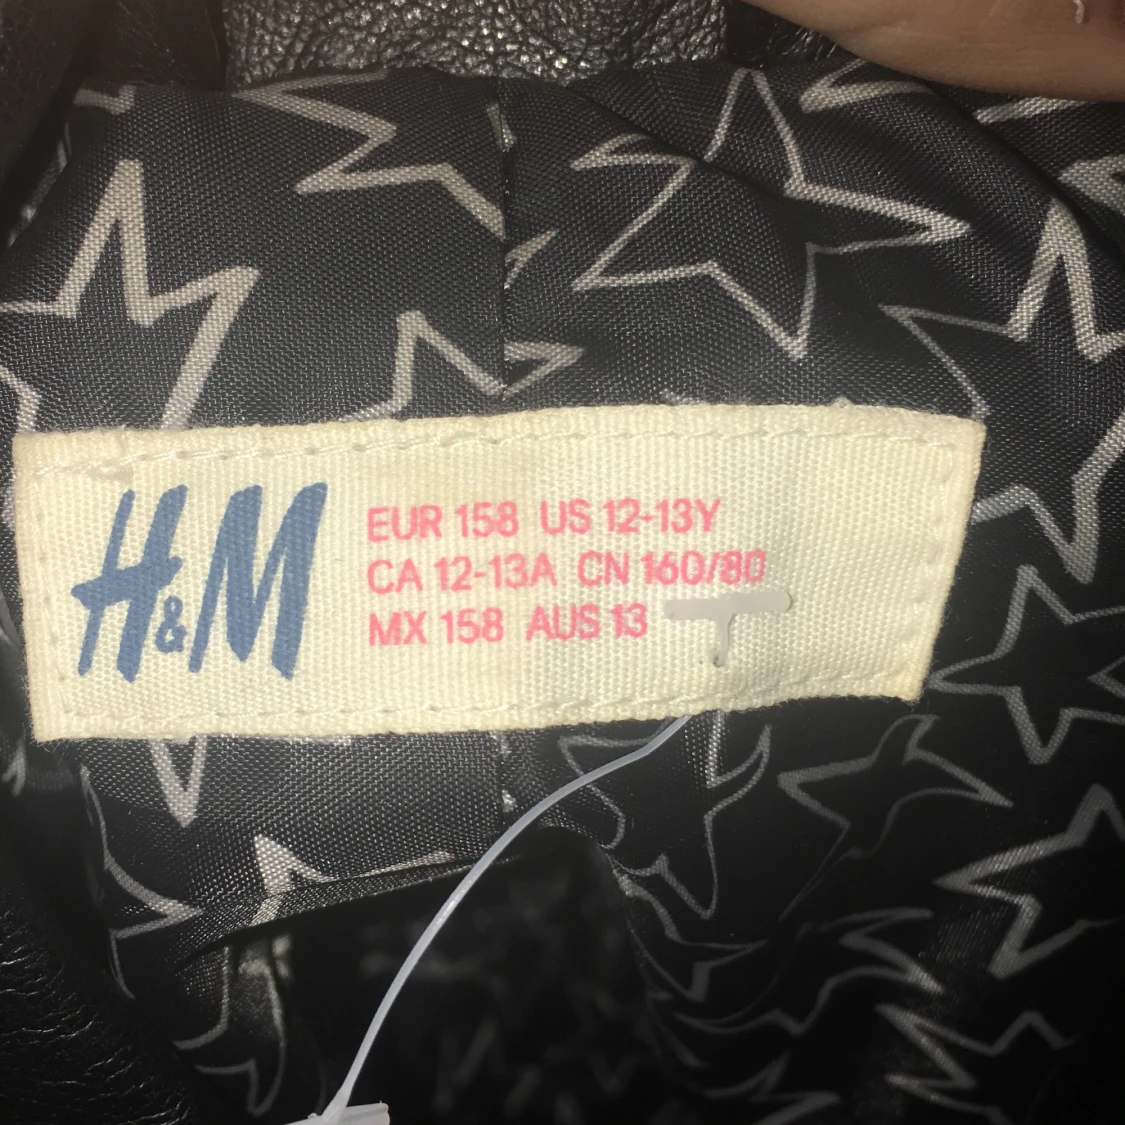 H&M
EUR 158 US 12-13Y
CA 12-13A CN 160/80
MX 158 AUS 13